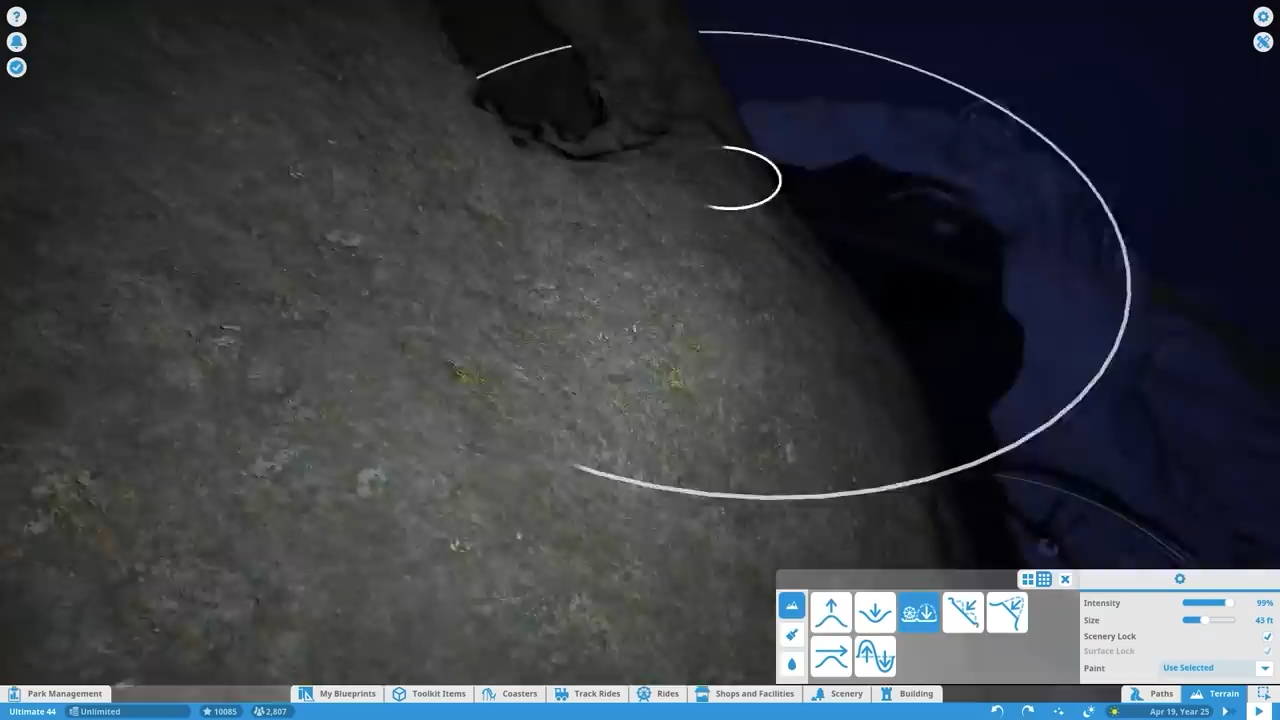 ?
Intensity 99%
Size 43 ft
Scenery Lock
Surface Lock
Paint Use Selected
Park Management My Blueprints Toolkit Items Coasters Track Rides Rides Shops and Facilities Scenery Building Paths Terrain
Ultimate 44 Unlimited 10085 2,807 Apr 19, Year 25